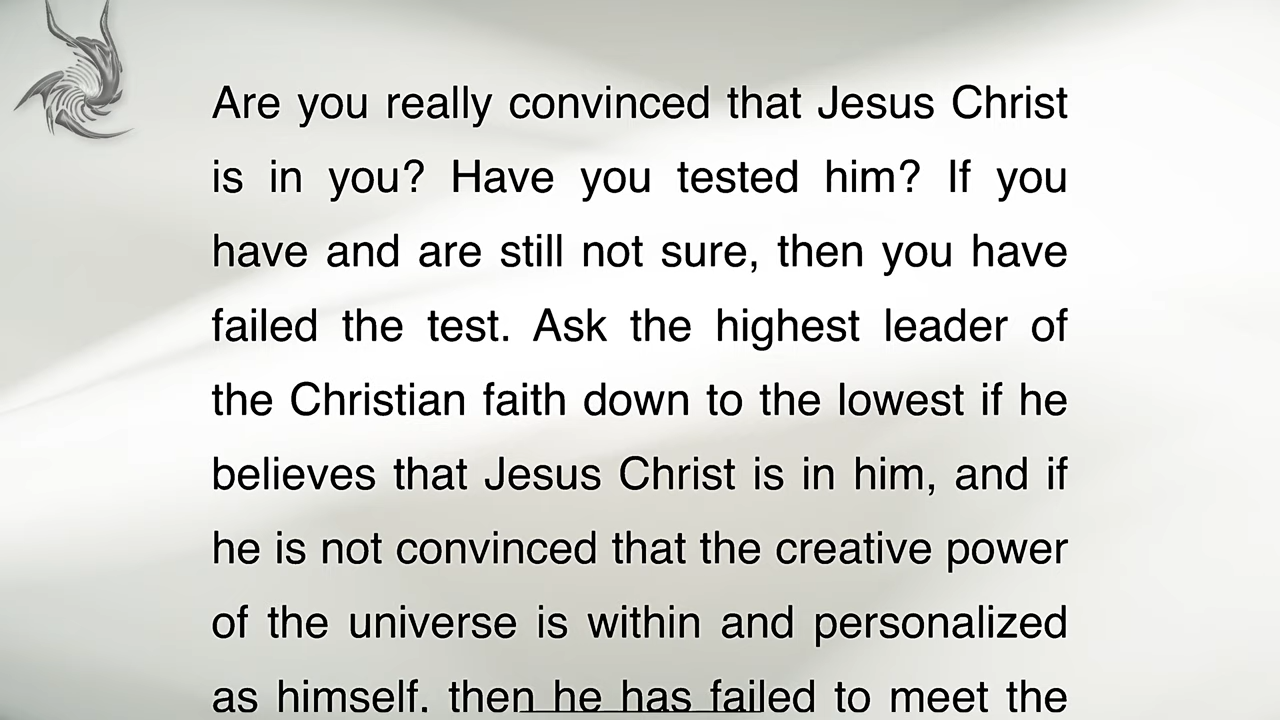 Are you really convinced that Jesus Christ
is in you? Have you tested him? If you
have and are still not sure, then you have
failed the test. Ask the highest leader of
the Christian faith down to the lowest if he
believes that Jesus Christ is in him, and if
he is not convinced that the creative power
of the universe is within and personalized
as himself. then he has failed to meet the